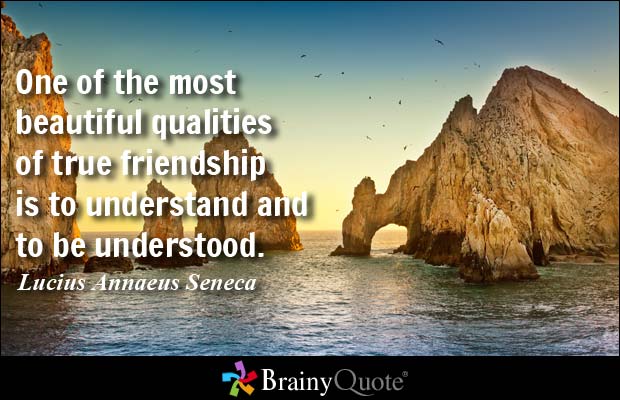 One of the most
beautiful qualities
of true friendship
is to understand and
to be understood.
Lucius Annaeus Seneca
BrainyQuote®